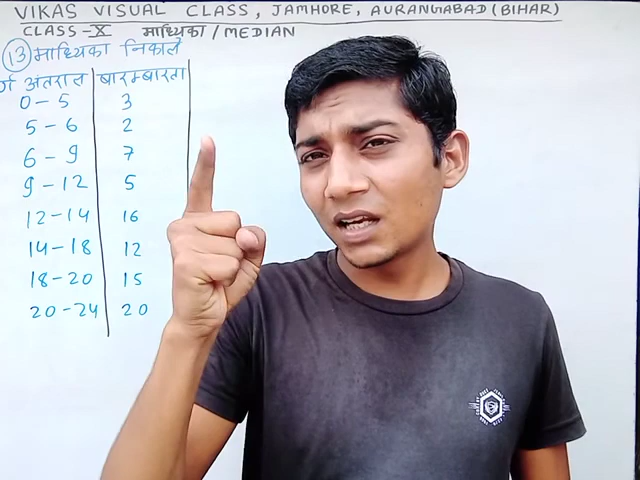 VIKAS VISUAL CLASS, JAMHORE, AURANGABAD (BIHAR)
CLASS-X माध्यिका / MEDIAN
13 माध्यिका निकालें
अंतराल बारम्बारता
0-5 3
5-6 2
6-9 7
9-12 5
12-14 16
14-18 12
18-20 15
20-24 20